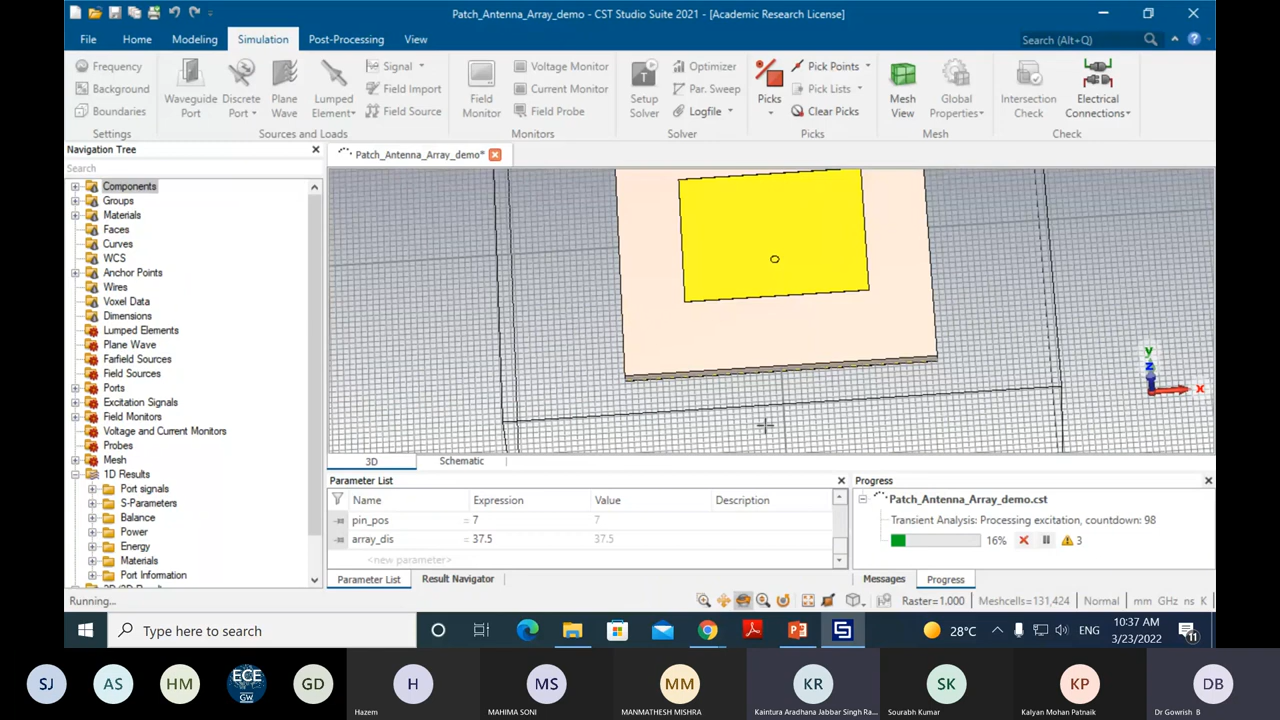 Patch_Antenna_Array_demo - CST Studio Suite 2021 - [Academic Research License]
File Home Modeling Simulation Post-Processing View Search (Alt+Q)
Frequency Background Boundaries Settings
Waveguide Port Discrete Port Plane Wave Lumped Element Signal Field Import Field Source Sources and Loads
Field Monitor Voltage Monitor Current Monitor Field Probe Monitors
Setup Solver Optimizer Par. Sweep Logfile Solver
Picks Pick Points Pick Lists Clear Picks Picks
Mesh View Global Properties Mesh
Intersection Check Electrical Connections Check
Navigation Tree
Search
Patch_Antenna_Array_demo*
Components
Groups
Materials
Faces
Curves
WCS
Anchor Points
Wires
Voxel Data
Dimensions
Lumped Elements
Plane Wave
Farfield Sources
Field Sources
Ports
Excitation Signals
Field Monitors
Voltage and Current Monitors
Probes
Mesh
1D Results
Port signals
S-Parameters
Balance
Power
Energy
Materials
Port Information
y
z
x
3D Schematic
Parameter List
Name Expression Value Description
pin_pos = 7 7
array_dis = 37.5 37.5
<new parameter>
Parameter List Result Navigator
Progress
Patch_Antenna_Array_demo.cst
Transient Analysis: Processing excitation, countdown: 98
16% 3
Messages Progress
Running... Raster=1.000 Meshcells=131,424 Normal mm GHz ns K
Type here to search 28°C ENG 10:37 AM
3/23/2022 11
SJ AS HM ECE GW GD H MS MM KR SK KP DB
Hazem MAHIMA SONI MANMATHESH MISHRA Kaintura Aradhana Jabbar Singh Ra... Sourabh Kumar Kalyan Mohan Patnaik Dr Gowrish B